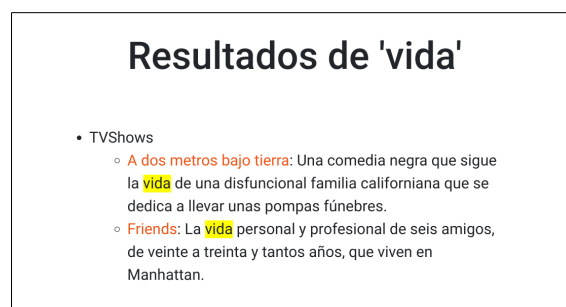 Resultados de 'vida'
• TVShows
◦ A dos metros bajo tierra: Una comedia negra que sigue
la vida de una disfuncional familia californiana que se
dedica a llevar unas pompas fúnebres.
◦ Friends: La vida personal y profesional de seis amigos,
de veinte a treinta y tantos años, que viven en
Manhattan.